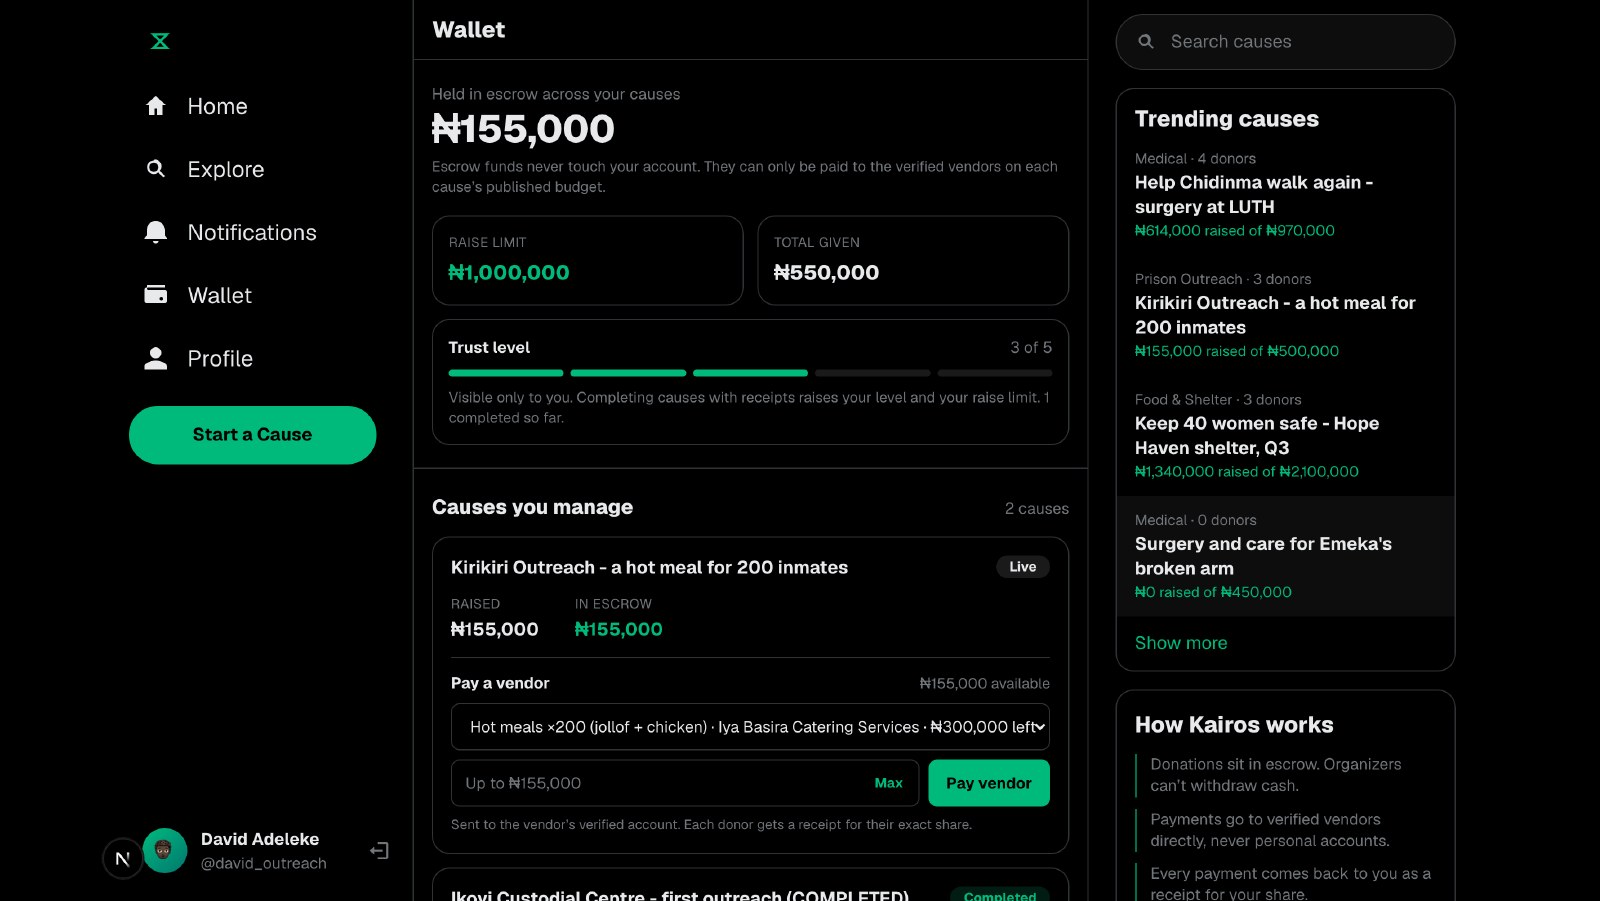 Home
Explore
Notifications
Wallet
Profile
Start a Cause
N
David Adeleke
@david_outreach
Wallet
Held in escrow across your causes
₦155,000
Escrow funds never touch your account. They can only be paid to the verified vendors on each
cause's published budget.
RAISE LIMIT
₦1,000,000
TOTAL GIVEN
₦550,000
Trust level
3 of 5
Visible only to you. Completing causes with receipts raises your level and your raise limit. 1
completed so far.
Causes you manage
2 causes
Kirikiri Outreach - a hot meal for 200 inmates
Live
RAISED
₦155,000
IN ESCROW
₦155,000
Pay a vendor
₦155,000 available
Hot meals ×200 (jollof + chicken) · Iya Basira Catering Services · ₦300,000 left
Up to ₦155,000
Max
Pay vendor
Sent to the vendor's verified account. Each donor gets a receipt for their exact share.
Ikoyi Custodial Centre - first outreach (COMPLETED)
Completed
Search causes
Trending causes
Medical · 4 donors
Help Chidinma walk again -
surgery at LUTH
₦614,000 raised of ₦970,000
Prison Outreach · 3 donors
Kirikiri Outreach - a hot meal for
200 inmates
₦155,000 raised of ₦500,000
Food & Shelter · 3 donors
Keep 40 women safe - Hope
Haven shelter, Q3
₦1,340,000 raised of ₦2,100,000
Medical · 0 donors
Surgery and care for Emeka's
broken arm
₦0 raised of ₦450,000
Show more
How Kairos works
Donations sit in escrow. Organizers
can't withdraw cash.
Payments go to verified vendors
directly, never personal accounts.
Every payment comes back to you as a
receipt for your share.